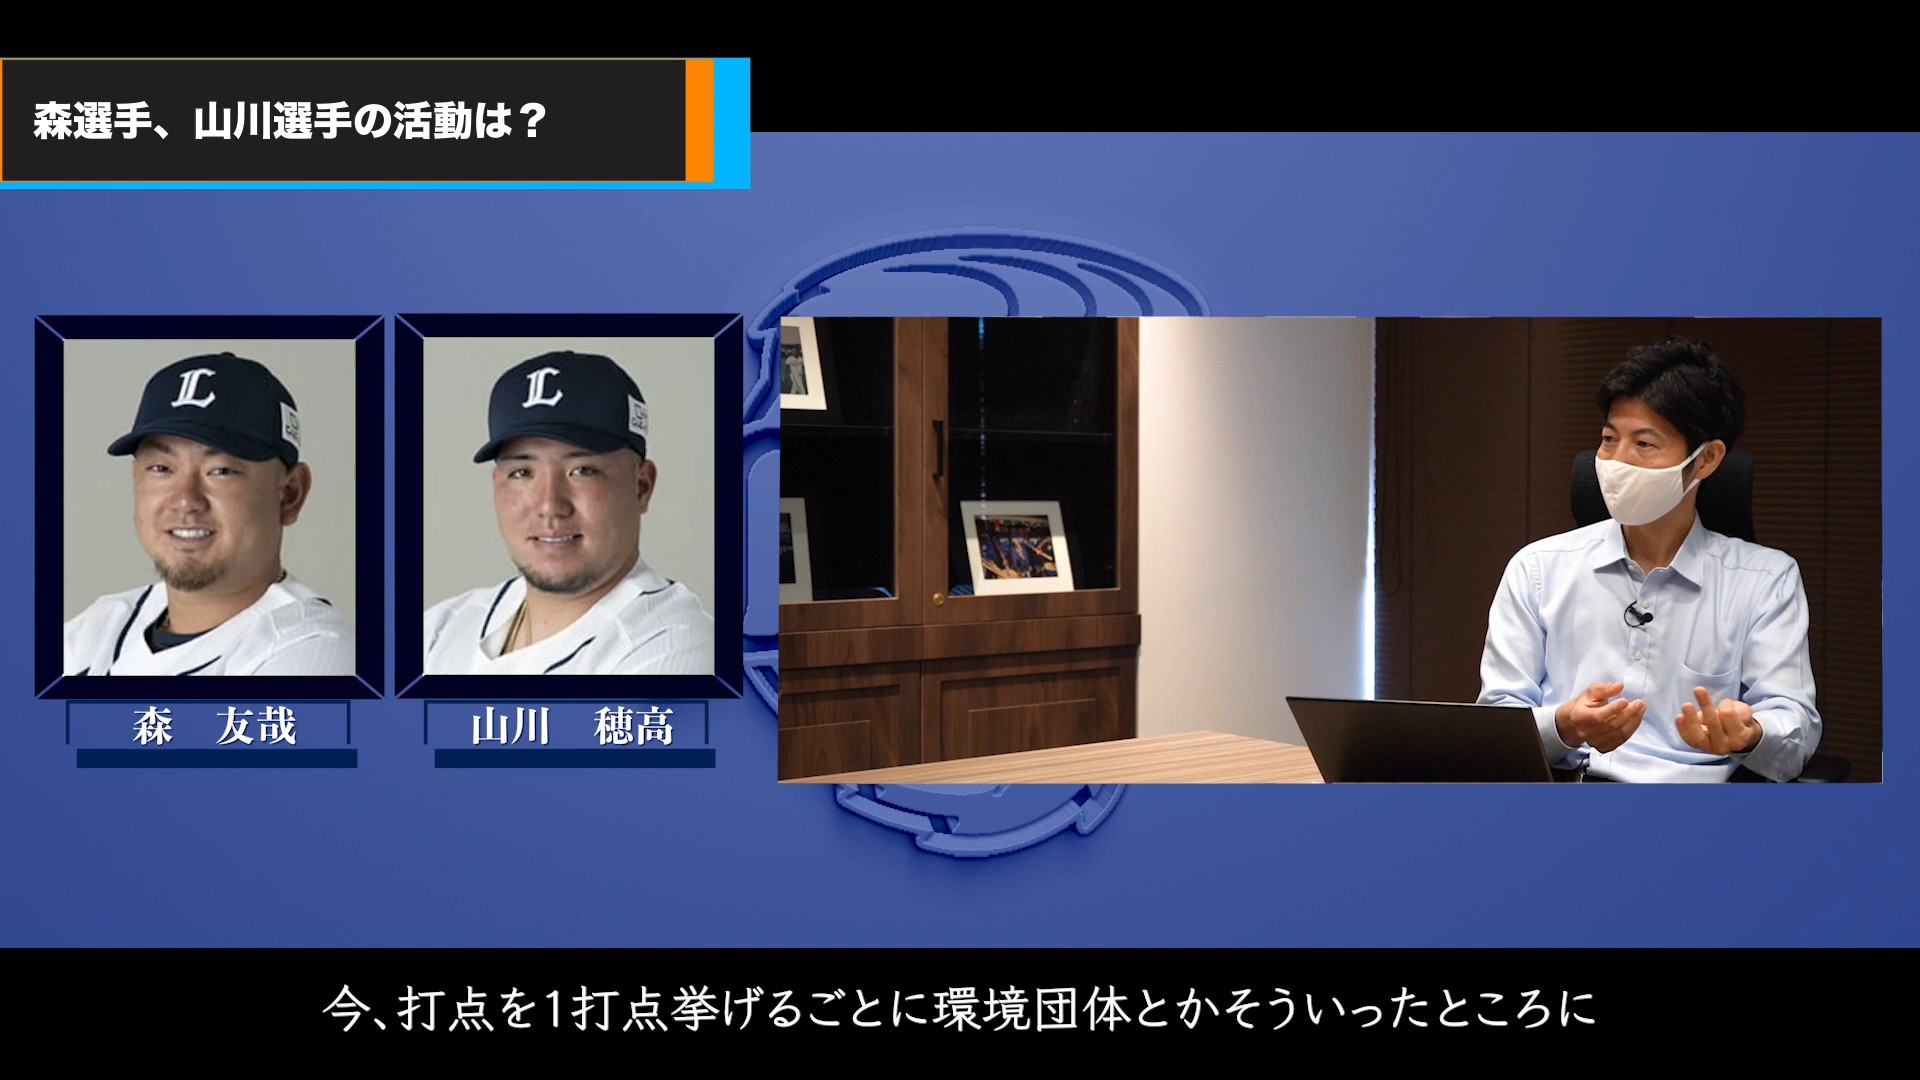 森選手、山川選手の活動は？
L
L
森　友哉
山川　穂高
今、打点を1打点挙げるごとに環境団体とかそういったところに